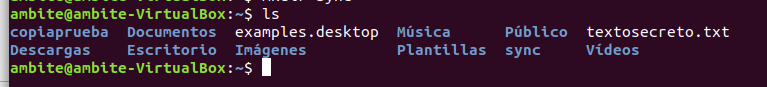 ambite@ambite-VirtualBox:~$ ls
copiaprueba Documentos examples.desktop Música Público textosecreto.txt
Descargas Escritorio Imágenes Plantillas sync Vídeos
ambite@ambite-VirtualBox:~$